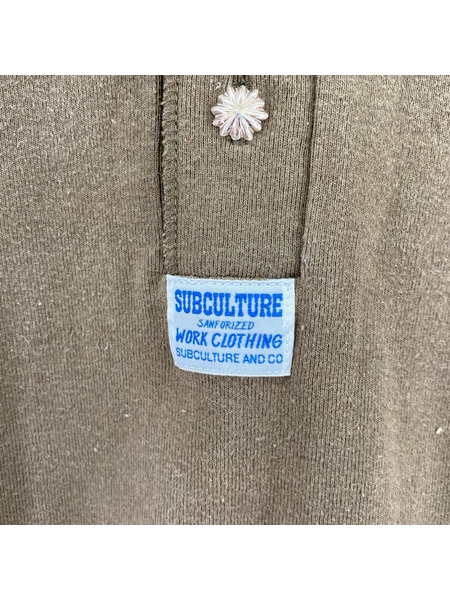 SUBCULTURE
SANFORIZED
WORK CLOTHING
SUBCULTURE AND CO